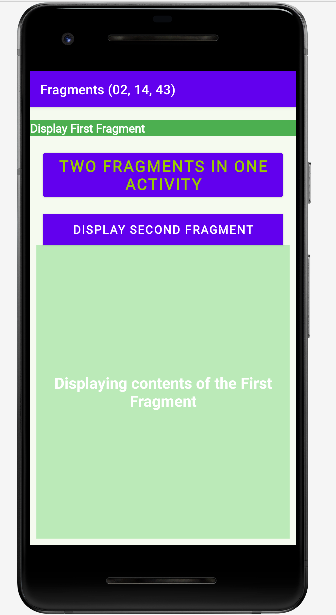 Fragments (02, 14, 43)
Display First Fragment
TWO FRAGMENTS IN ONE
ACTIVITY
DISPLAY SECOND FRAGMENT
Displaying contents of the First
Fragment